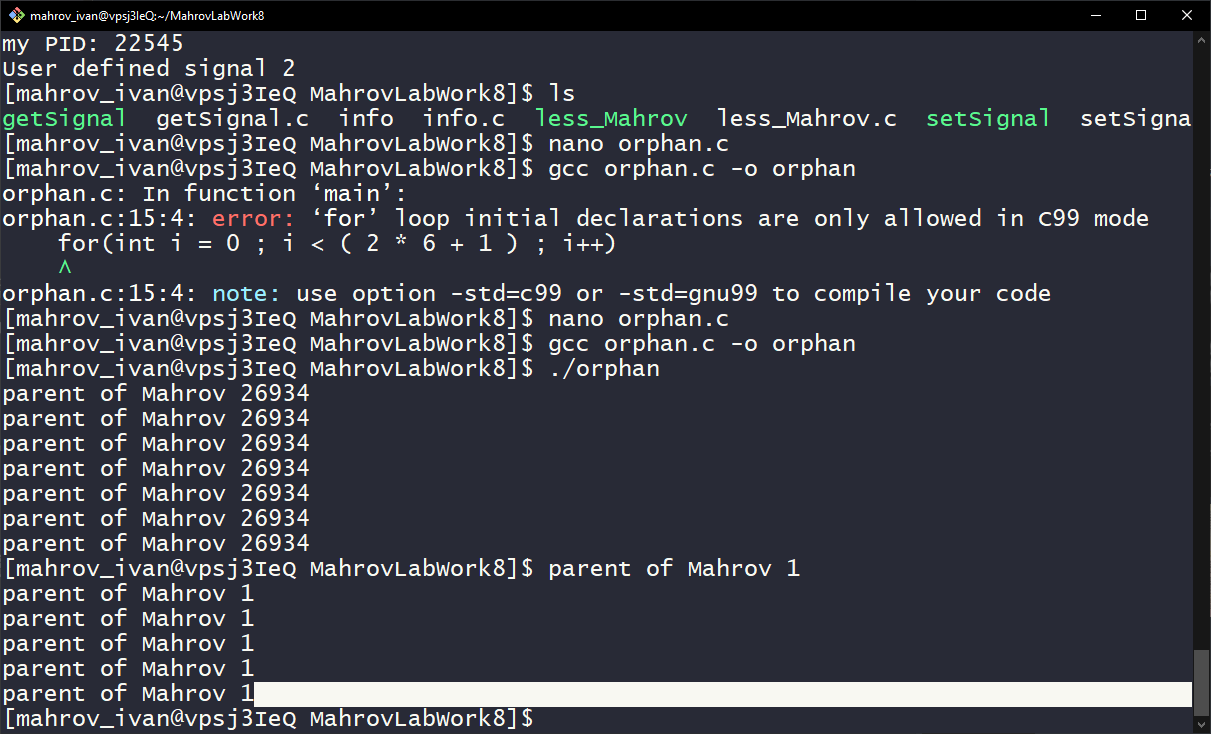 mahrov_ivan@vpsj3IeQ:~/MahrovLabWork8
my PID: 22545
User defined signal 2
[mahrov_ivan@vpsj3IeQ MahrovLabWork8]$ ls
getSignal  getSignal.c  info  info.c  less_Mahrov  less_Mahrov.c  setSignal  setSigna
[mahrov_ivan@vpsj3IeQ MahrovLabWork8]$ nano orphan.c
[mahrov_ivan@vpsj3IeQ MahrovLabWork8]$ gcc orphan.c -o orphan
orphan.c: In function ‘main’:
orphan.c:15:4: error: ‘for’ loop initial declarations are only allowed in C99 mode
    for(int i = 0 ; i < ( 2 * 6 + 1 ) ; i++)
    ^
orphan.c:15:4: note: use option -std=c99 or -std=gnu99 to compile your code
[mahrov_ivan@vpsj3IeQ MahrovLabWork8]$ nano orphan.c
[mahrov_ivan@vpsj3IeQ MahrovLabWork8]$ gcc orphan.c -o orphan
[mahrov_ivan@vpsj3IeQ MahrovLabWork8]$ ./orphan
parent of Mahrov 26934
parent of Mahrov 26934
parent of Mahrov 26934
parent of Mahrov 26934
parent of Mahrov 26934
parent of Mahrov 26934
parent of Mahrov 26934
[mahrov_ivan@vpsj3IeQ MahrovLabWork8]$ parent of Mahrov 1
parent of Mahrov 1
parent of Mahrov 1
parent of Mahrov 1
parent of Mahrov 1
parent of Mahrov 1
[mahrov_ivan@vpsj3IeQ MahrovLabWork8]$